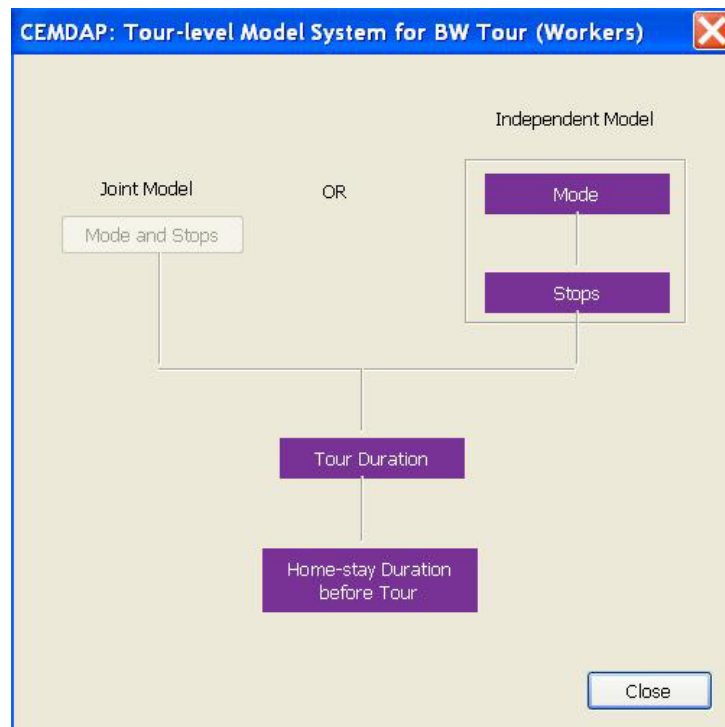 CEMDAP: Tour-level Model System for BW Tour (Workers)
Independent Model
Joint Model
OR
Mode
Mode and Stops
Stops
Tour Duration
Home-stay Duration
before Tour
Close